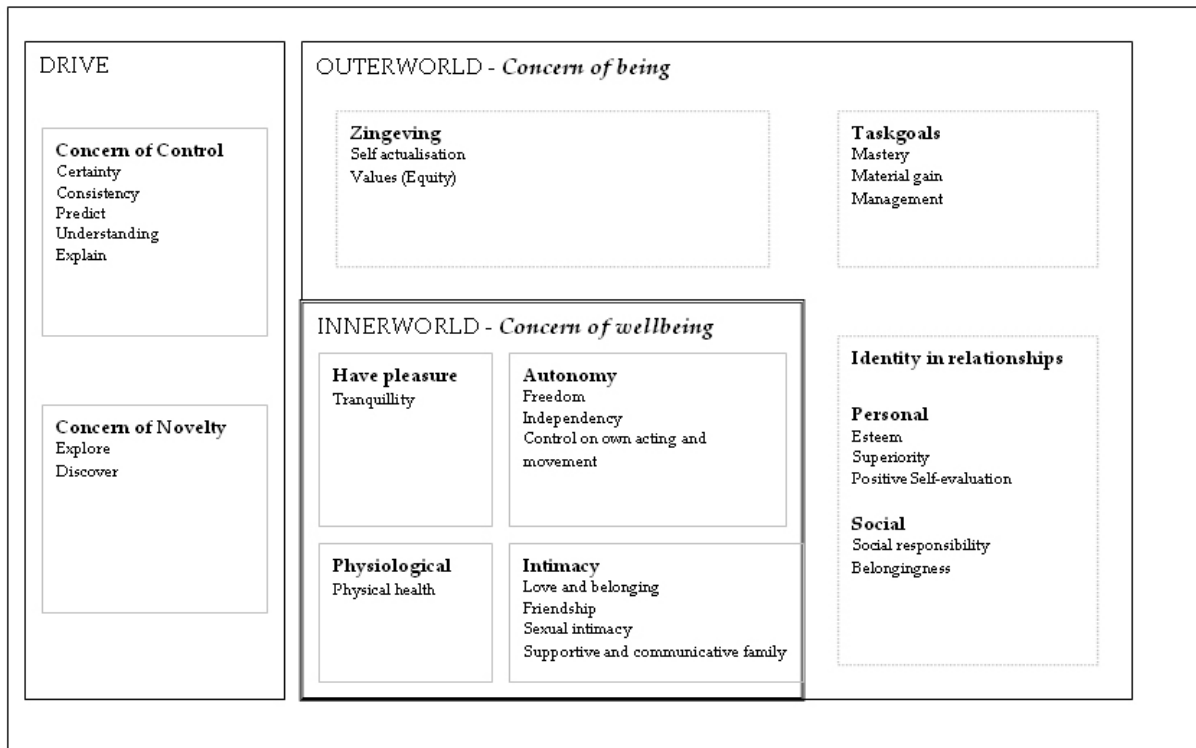 DRIVE
Concern of Control
Certainty
Consistency
Predict
Understanding
Explain
Concern of Novelty
Explore
Discover
OUTERWORLD - Concern of being
Zingeving
Self actualisation
Values (Equity)
Taskgoals
Mastery
Material gain
Management
INNERWORLD - Concern of wellbeing
Have pleasure
Tranquillity
Autonomy
Freedom
Independency
Control on own acting and
movement
Physiological
Physical health
Intimacy
Love and belonging
Friendship
Sexual intimacy
Supportive and communicative family
Identity in relationships
Personal
Esteem
Superiority
Positive Self-evaluation
Social
Social responsibility
Belongingness